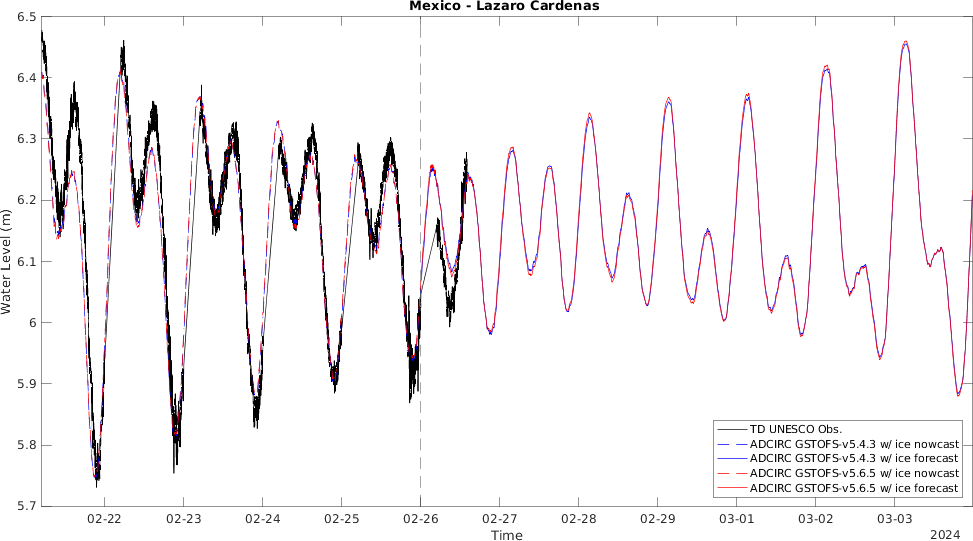 Mexico - Lazaro Cardenas
6.5
6.4
6.3
6.2
6.1
6
5.9
5.8
5.7
Water Level (m)
02-22
02-23
02-24
02-25
02-26
02-27
02-28
02-29
03-01
03-02
03-03
Time
2024
TD UNESCO Obs.
ADCIRC GSTOFS-v5.4.3 w/ ice nowcast
ADCIRC GSTOFS-v5.4.3 w/ ice forecast
ADCIRC GSTOFS-v5.6.5 w/ ice nowcast
ADCIRC GSTOFS-v5.6.5 w/ ice forecast